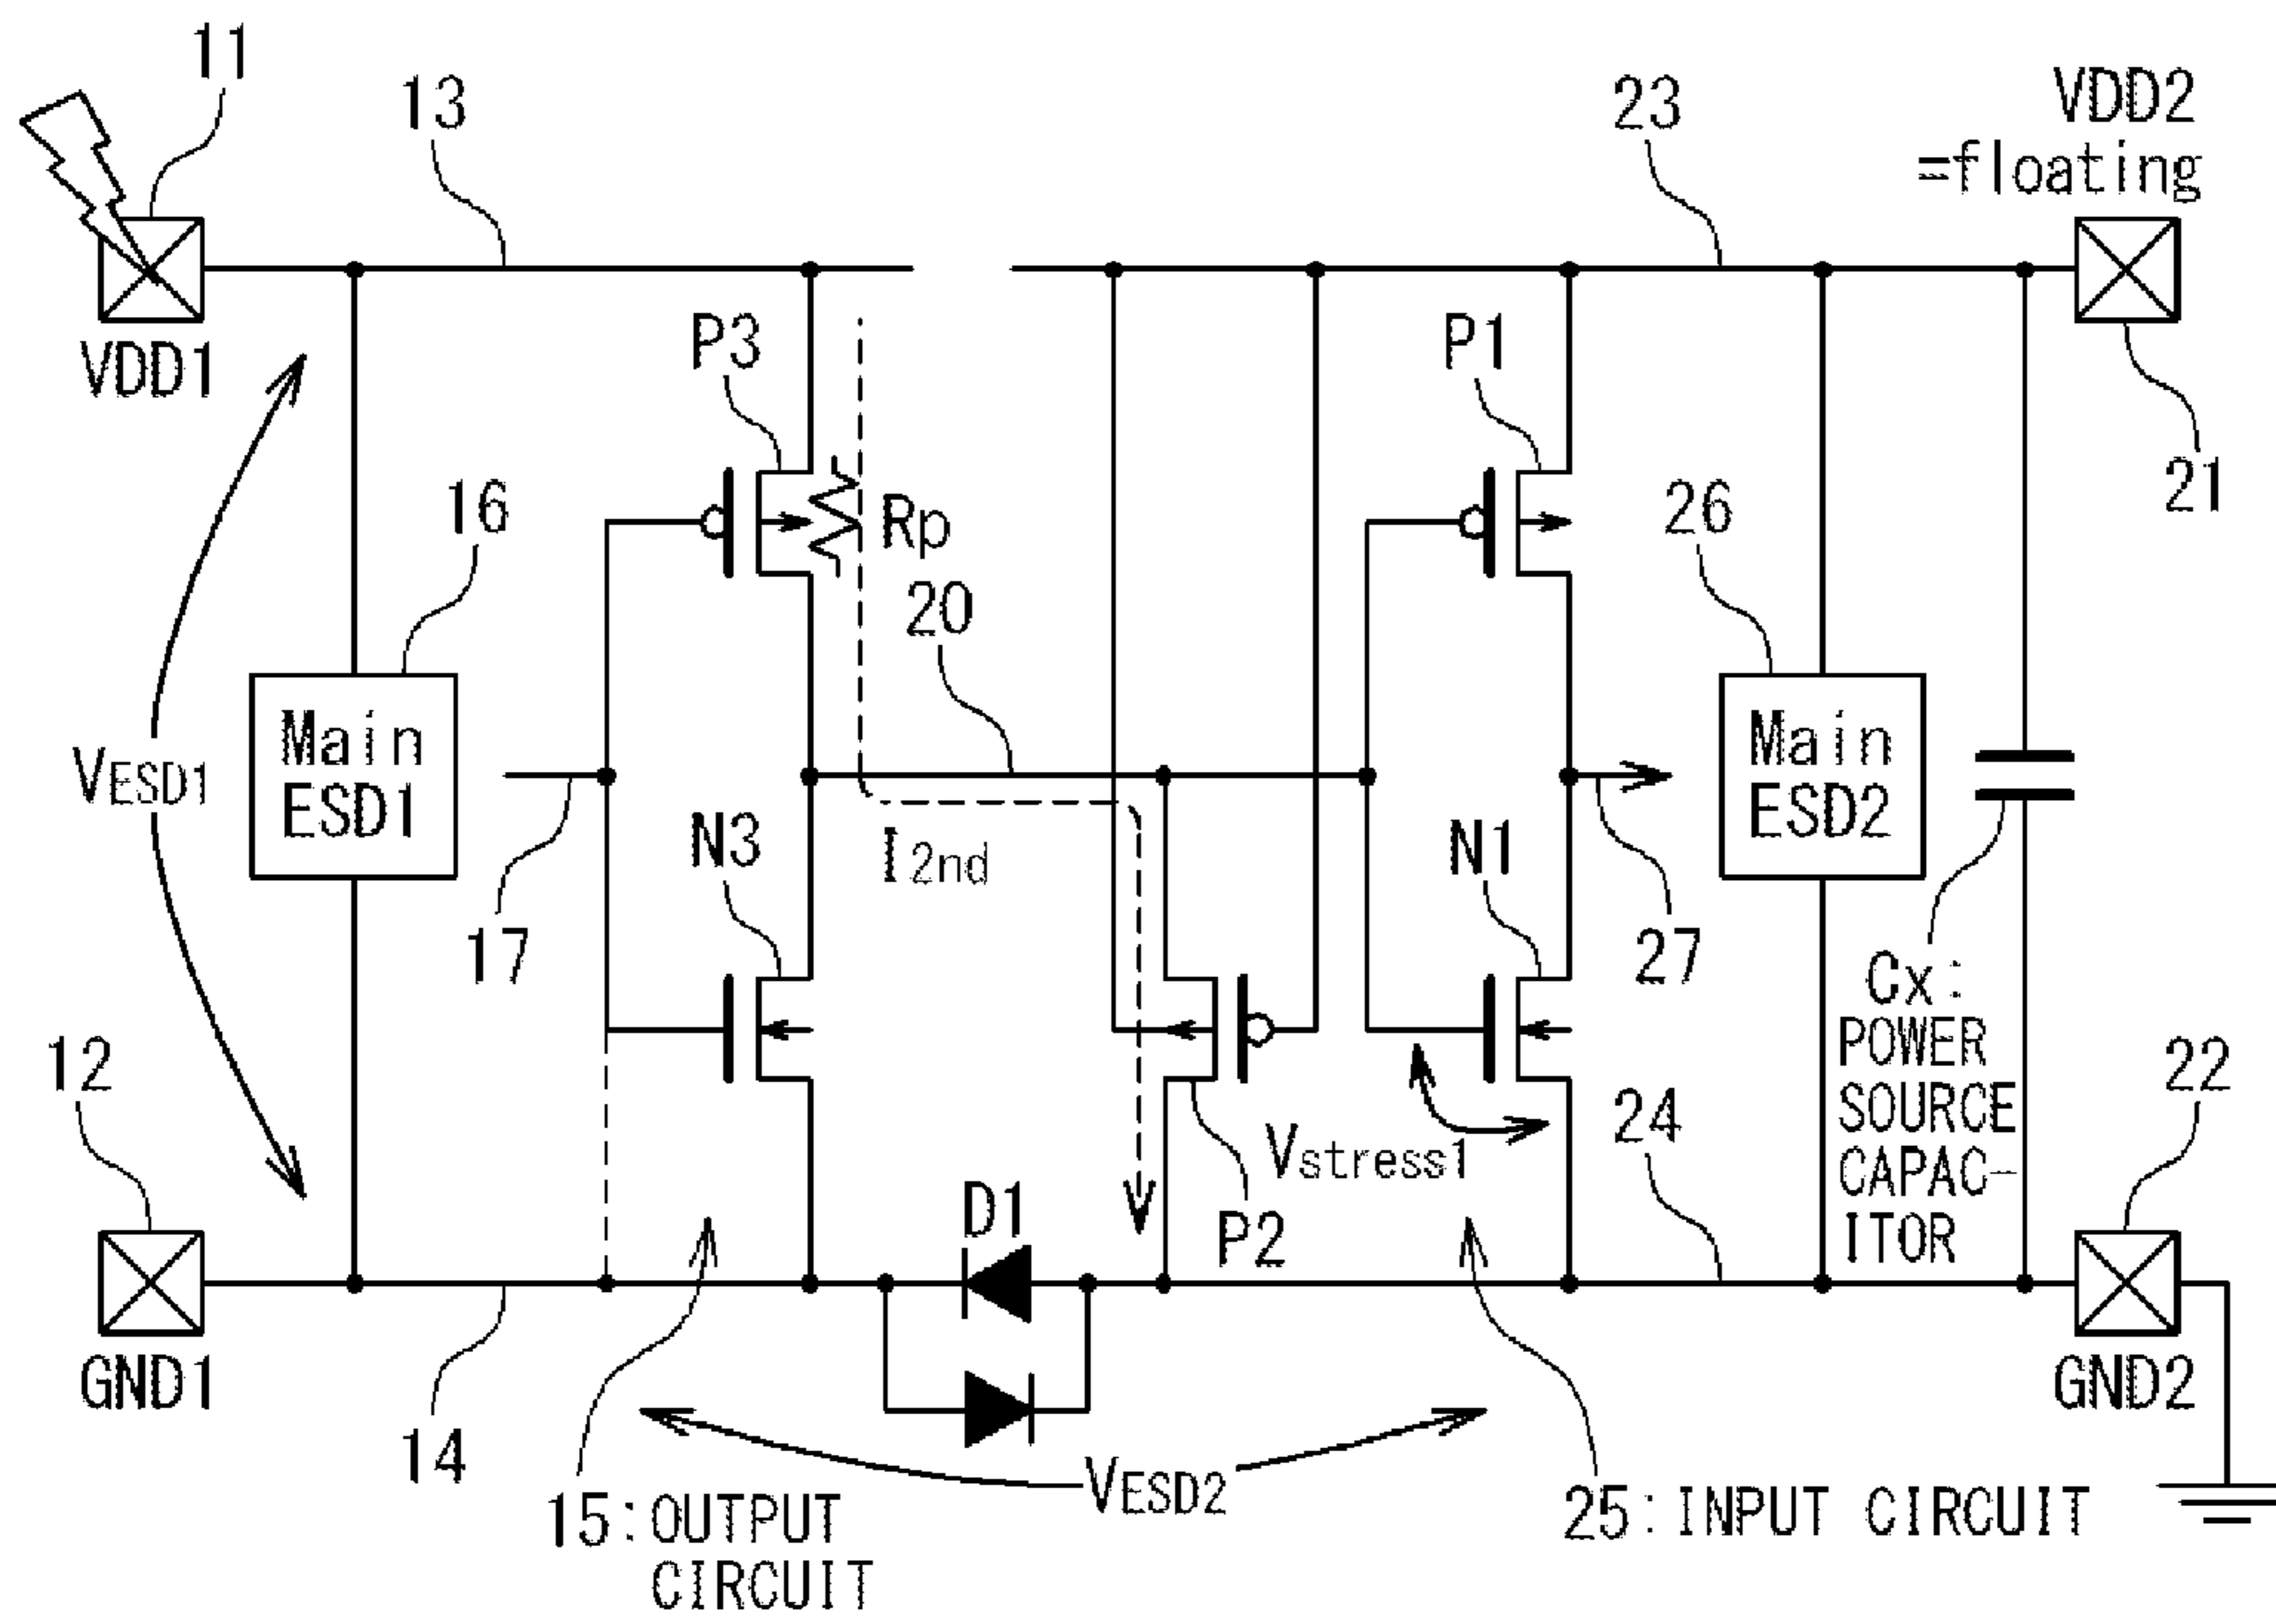 11
13
23
VDD2
=floating
VDD1
P3
P1
21
16
Rp
26
20
Main
ESD1
VESD1
Main
ESD2
17
N3
I2nd
N1
27
Cx:
POWER
SOURCE
CAPAC-
ITOR
12
22
Vstress1
24
D1
P2
GND1
GND2
14
VESD2
15:OUTPUT
CIRCUIT
25:INPUT CIRCUIT